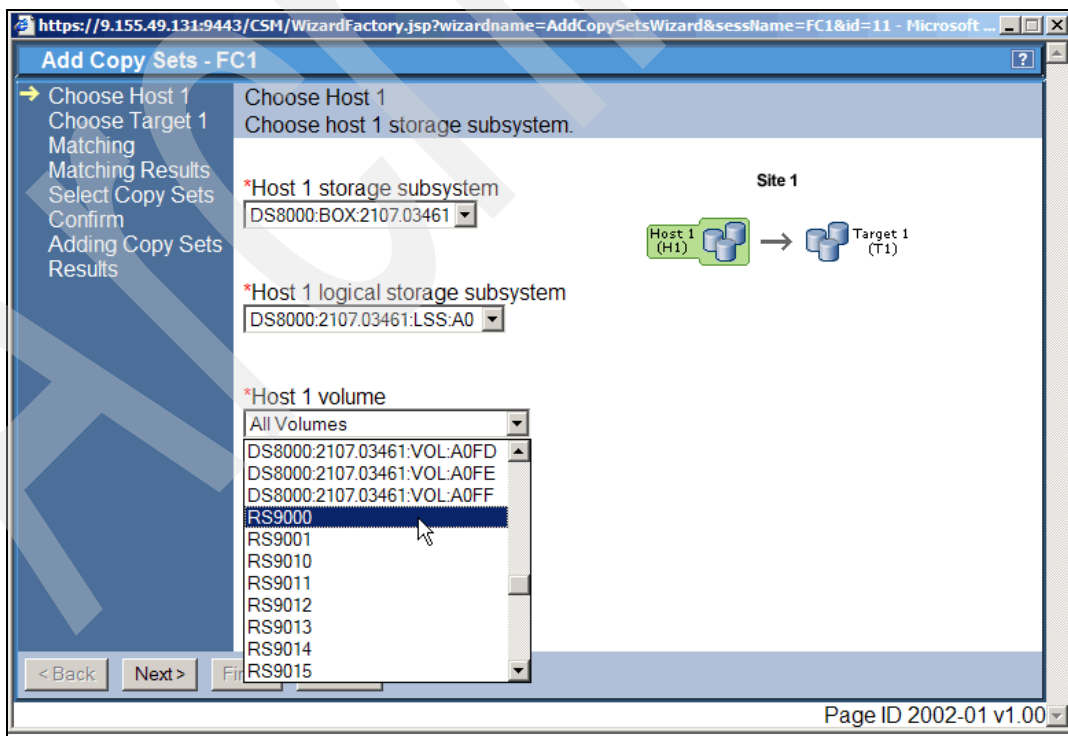 https://9.155.49.131:9443/CSM/WizardFactory.jsp?wizardname=AddCopySetsWizard&sessName=FC1&id=11 - Microsoft ...
Add Copy Sets - FC1
?
Choose Host 1
Choose Target 1
Matching
Matching Results
Select Copy Sets
Confirm
Adding Copy Sets
Results
Choose Host 1
Choose host 1 storage subsystem.
*Host 1 storage subsystem
DS8000:BOX:2107.03461
*Host 1 logical storage subsystem
DS8000:2107.03461:LSS:A0
*Host 1 volume
All Volumes
DS8000:2107.03461:VOL:A0FD
DS8000:2107.03461:VOL:A0FE
DS8000:2107.03461:VOL:A0FF
RS9000
RS9001
RS9010
RS9011
RS9012
RS9013
RS9014
RS9015
Site 1
Host 1
(H1)
Target 1
(T1)
< Back
Next >
Page ID 2002-01 v1.00